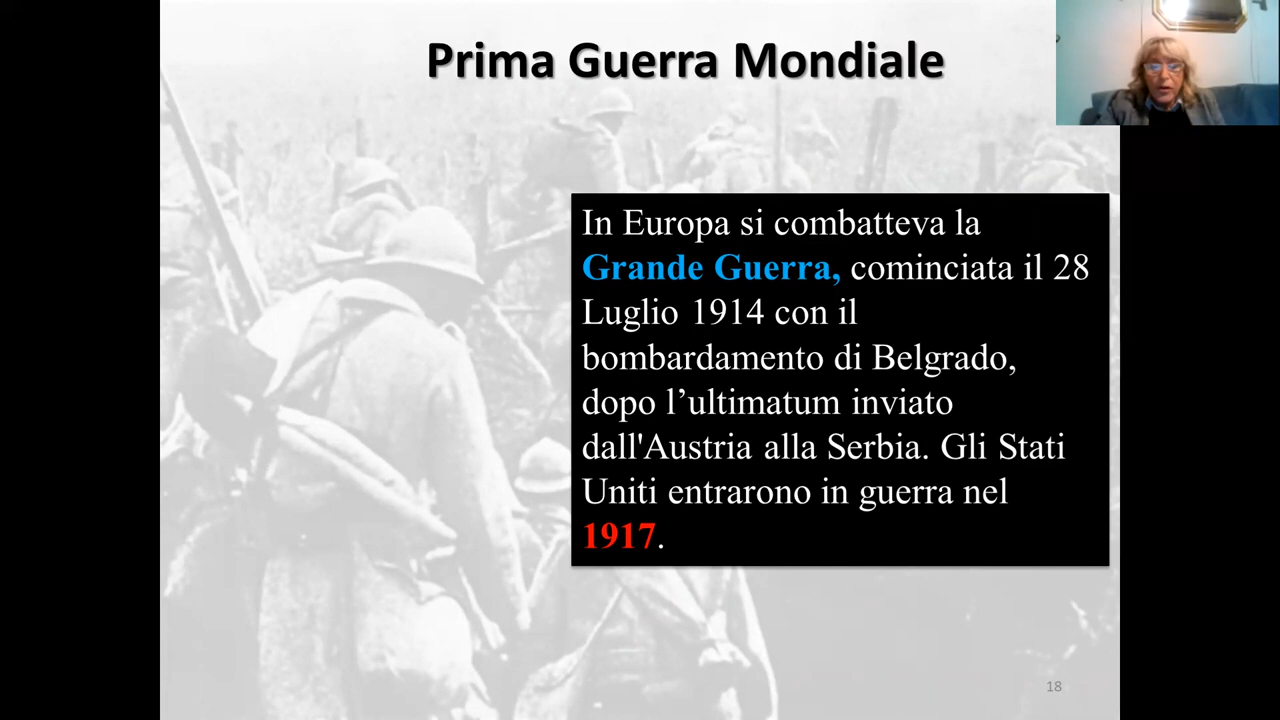 Prima Guerra Mondiale
In Europa si combatteva la
Grande Guerra, cominciata il 28
Luglio 1914 con il
bombardamento di Belgrado,
dopo l’ultimatum inviato
dall'Austria alla Serbia. Gli Stati
Uniti entrarono in guerra nel
1917.
18